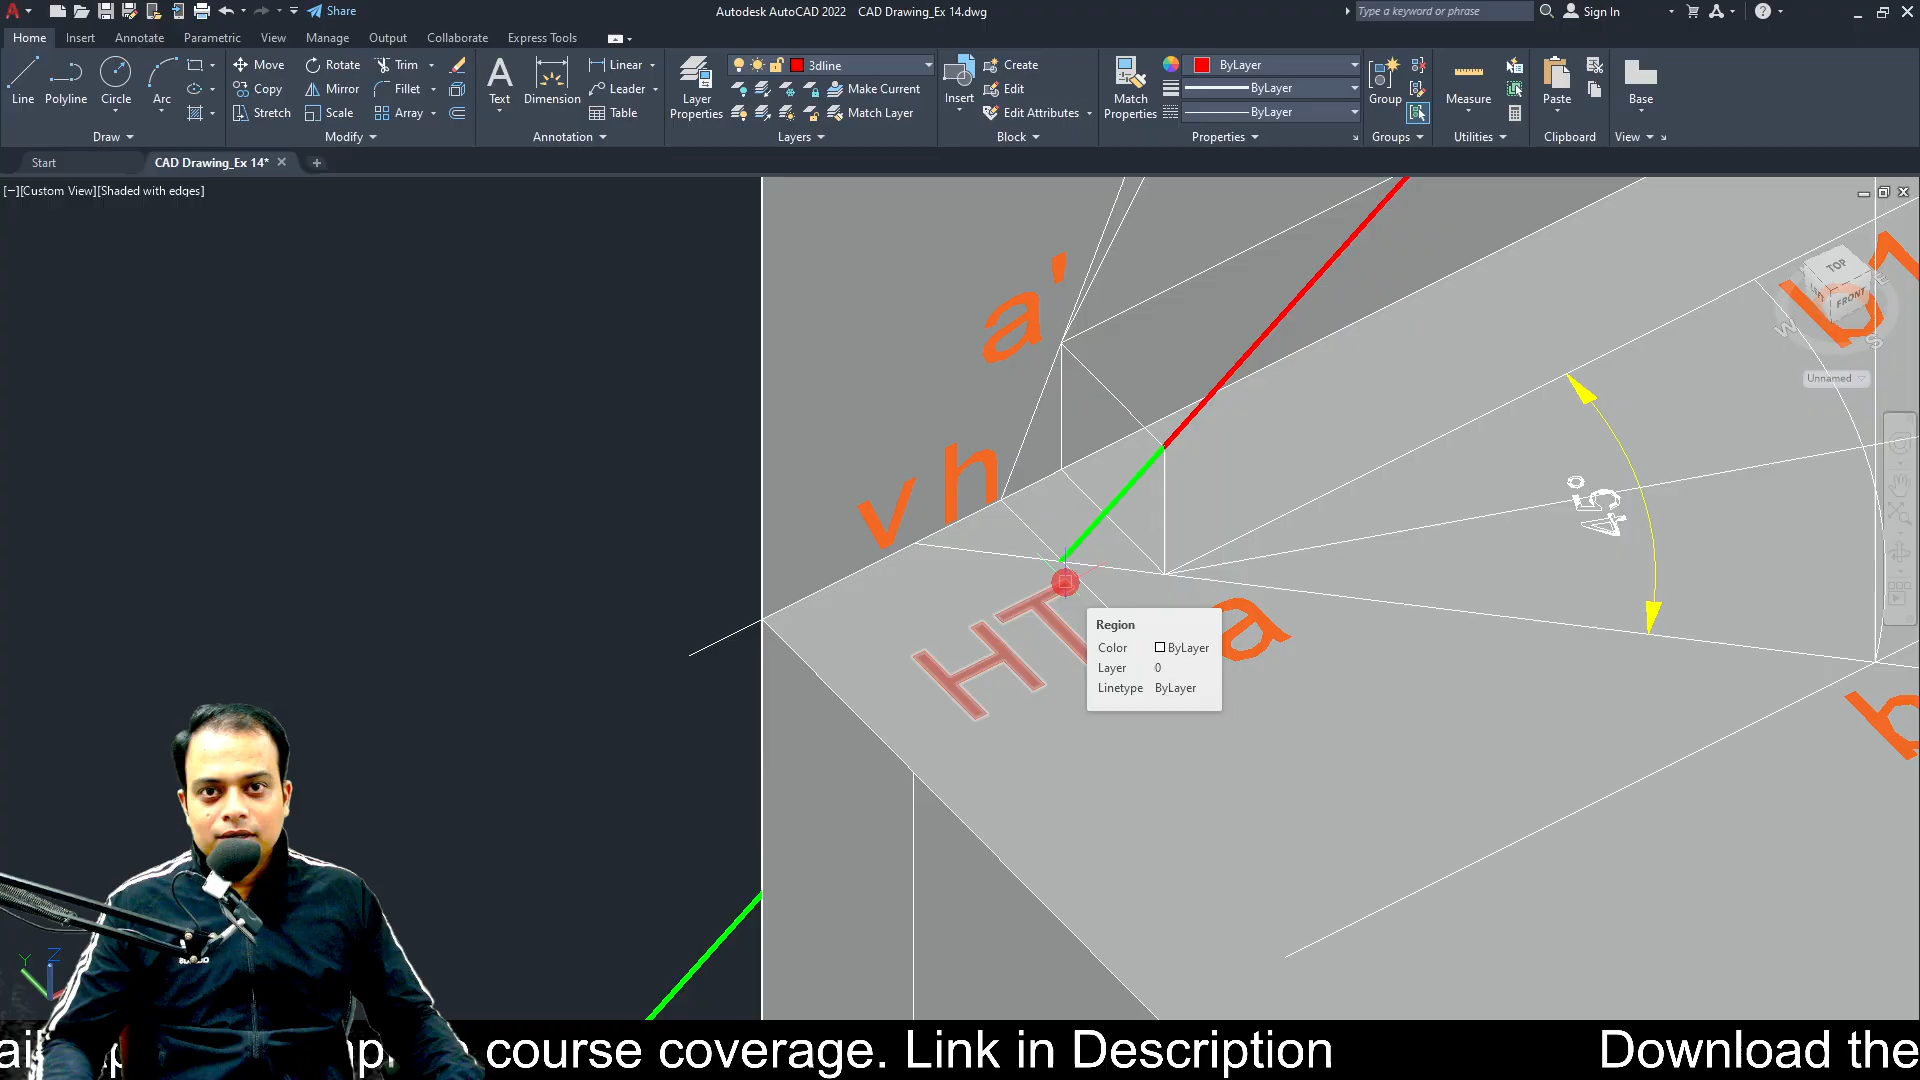 Share
Autodesk AutoCAD 2022 CAD Drawing_Ex 14.dwg
Type a keyword or phrase
Sign In
Home Insert Annotate Parametric View Manage Output Collaborate Express Tools
Line Polyline Circle Arc
Move Rotate Trim
Copy Mirror Fillet
Stretch Scale Array
Text Dimension
Linear
Leader
Table
Layer Properties
3dline
Make Current
Match Layer
Insert
Create
Edit
Edit Attributes
Match Properties
ByLayer
ByLayer
ByLayer
Group
Measure
Paste
Base
Draw Modify Annotation Layers Block Properties Groups Utilities Clipboard View
Start CAD Drawing_Ex 14*
[−][Custom View][Shaded with edges]
TOP
LEFT FRONT
E
W S
Unnamed
a'
b'
v h
45°
HT
a
b
Region
Color ByLayer
Layer 0
Linetype ByLayer
Y Z
course coverage. Link in Description Download the